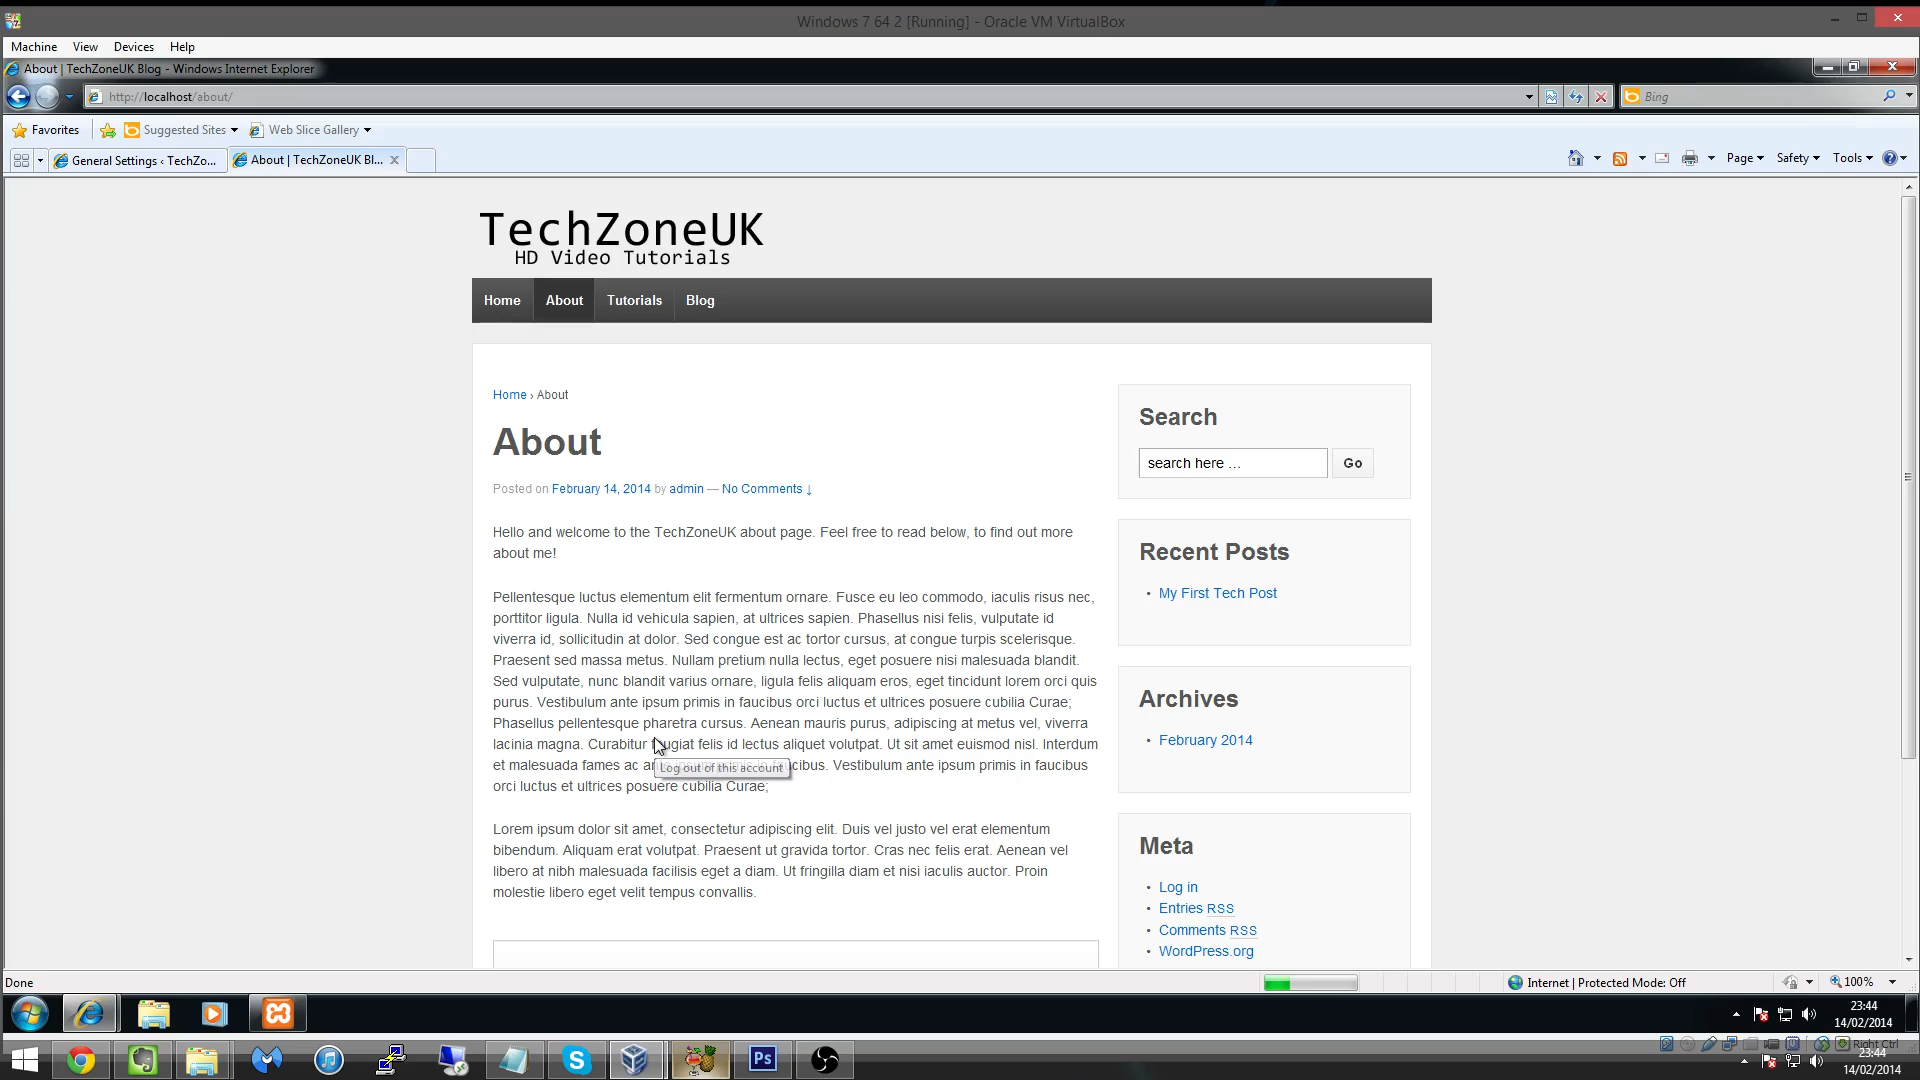 Windows 7 64 2 [Running] - Oracle VM VirtualBox
Machine View Devices Help
About | TechZoneUK Blog - Windows Internet Explorer
http://localhost/about/
Bing
Favorites Suggested Sites Web Slice Gallery
General Settings ‹ TechZo... About | TechZoneUK Bl...
Page Safety Tools
TechZoneUK
HD Video Tutorials
Home About Tutorials Blog
Home › About
About
Posted on February 14, 2014 by admin — No Comments ↓
Hello and welcome to the TechZoneUK about page. Feel free to read below, to find out more
about me!
Pellentesque luctus elementum elit fermentum ornare. Fusce eu leo commodo, iaculis risus nec,
porttitor ligula. Nulla id vehicula sapien, at ultrices sapien. Phasellus nisi felis, vulputate id
viverra id, sollicitudin at dolor. Sed congue est ac tortor cursus, at congue turpis scelerisque.
Praesent sed massa metus. Nullam pretium nulla lectus, eget posuere nisi malesuada blandit.
Sed vulputate, nunc blandit varius ornare, ligula felis aliquam eros, eget tincidunt lorem orci quis
purus. Vestibulum ante ipsum primis in faucibus orci luctus et ultrices posuere cubilia Curae;
Phasellus pellentesque pharetra cursus. Aenean mauris purus, adipiscing at metus vel, viverra
lacinia magna. Curabitur feugiat felis id lectus aliquet volutpat. Ut sit amet euismod nisl. Interdum
et malesuada fames ac ante ipsum primis in faucibus. Vestibulum ante ipsum primis in faucibus
Log out of this account
orci luctus et ultrices posuere cubilia Curae;
Lorem ipsum dolor sit amet, consectetur adipiscing elit. Duis vel justo vel erat elementum
bibendum. Aliquam erat volutpat. Praesent ut gravida tortor. Cras nec felis erat. Aenean vel
libero at nibh malesuada facilisis eget a diam. Ut fringilla diam et nisi iaculis auctor. Proin
molestie libero eget velit tempus convallis.
Search
search here … Go
Recent Posts
• My First Tech Post
Archives
• February 2014
Meta
• Log in
• Entries RSS
• Comments RSS
• WordPress.org
Done
Internet | Protected Mode: Off
100%
23:44
14/02/2014
Right Ctrl
Ps
23:44
14/02/2014